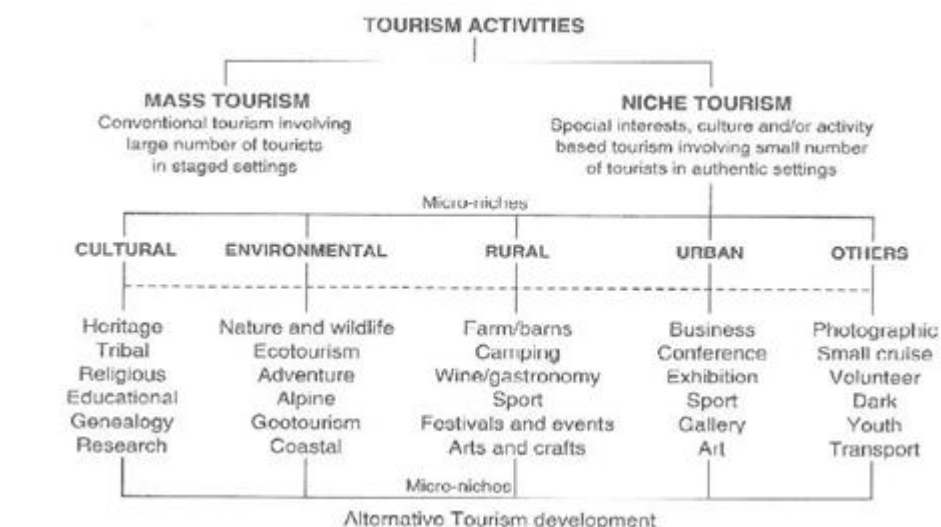 TOURISM ACTIVITIES
MASS TOURISM
Conventional tourism involving
large number of tourists
in staged settings
NICHE TOURISM
Special interests, culture and/or activity
based tourism involving small number
of tourists in authentic settings
Micro-niches
CULTURAL
Heritage
Tribal
Religious
Educational
Genealogy
Research
ENVIRONMENTAL
Nature and wildlife
Ecotourism
Adventure
Alpine
Geotourism
Coastal
RURAL
Farm/barns
Camping
Wine/gastronomy
Sport
Festivals and events
Arts and crafts
URBAN
Business
Conference
Exhibition
Sport
Gallery
Art
OTHERS
Photographic
Small cruise
Volunteer
Dark
Youth
Transport
Micro-niches
Alternative Tourism development